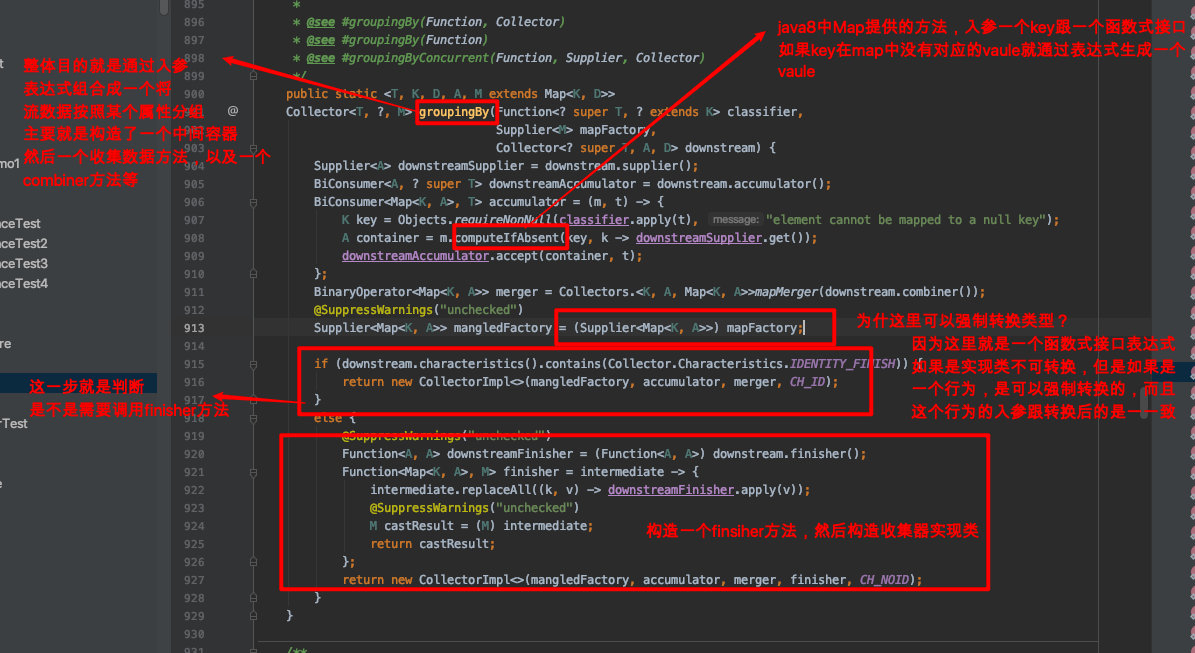 895 *
896 * @see #groupingBy(Function, Collector)
897 * @see #groupingBy(Function)
898 * @see #groupingByConcurrent(Function, Supplier, Collector)
899 */
900 public static <T, K, D, A, M extends Map<K, D>>
@ Collector<T, ?, M> groupingBy(Function<? super T, ? extends K> classifier,
Supplier<M> mapFactory,
903 Collector<? super T, A, D> downstream) {
904 Supplier<A> downstreamSupplier = downstream.supplier();
905 BiConsumer<A, ? super T> downstreamAccumulator = downstream.accumulator();
906 BiConsumer<Map<K, A>, T> accumulator = (m, t) -> {
907 K key = Objects.requireNonNull(classifier.apply(t), message: "element cannot be mapped to a null key");
908 A container = m.computeIfAbsent(key, k -> downstreamSupplier.get());
909 downstreamAccumulator.accept(container, t);
910 };
911 BinaryOperator<Map<K, A>> merger = Collectors.<K, A, Map<K, A>>mapMerger(downstream.combiner());
912 @SuppressWarnings("unchecked")
913 Supplier<Map<K, A>> mangledFactory = (Supplier<Map<K, A>>) mapFactory;
914
915 if (downstream.characteristics().contains(Collector.Characteristics.IDENTITY_FINISH)) {
916 return new CollectorImpl<>(mangledFactory, accumulator, merger, CH_ID);
917 }
918 else {
919 @SuppressWarnings("unchecked")
920 Function<A, A> downstreamFinisher = (Function<A, A>) downstream.finisher();
921 Function<Map<K, A>, M> finisher = intermediate -> {
922 intermediate.replaceAll((k, v) -> downstreamFinisher.apply(v));
923 @SuppressWarnings("unchecked")
924 M castResult = (M) intermediate;
925 return castResult;
926 };
927 return new CollectorImpl<>(mangledFactory, accumulator, merger, finisher, CH_NOID);
928 }
929 }
930
931 /**
java8中Map提供的方法，入参一个key跟一个函数式接口
如果key在map中没有对应的vaule就通过表达式生成一个
vaule
整体目的就是通过入参
表达式组合成一个将
流数据按照某个属性分组
主要就是构造了一个中间容器
然后一个收集数据方法，以及一个
combiner方法等
为什这里可以强制转换类型？
因为这里就是一个函数式接口表达式
如果是实现类不可转换，但是如果是
一个行为，是可以强制转换的，而且
这个行为的入参跟转换后的是一一致
这一步就是判断
是不是需要调用finisher方法
构造一个finsiher方法，然后构造收集器实现类
t
mo1
ceTest
ceTest2
ceTest3
ceTest4
re
rTest
e